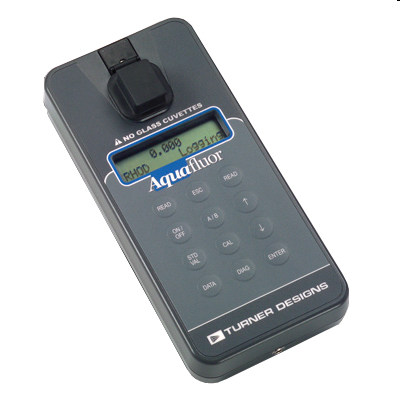 ⚠ NO GLASS CUVETTES
0.000
RHOD Logging
Aquafluor
READ ESC READ
ON/OFF A/B ↑
STD VAL CAL ↓
DATA DIAG ENTER
TURNER DESIGNS